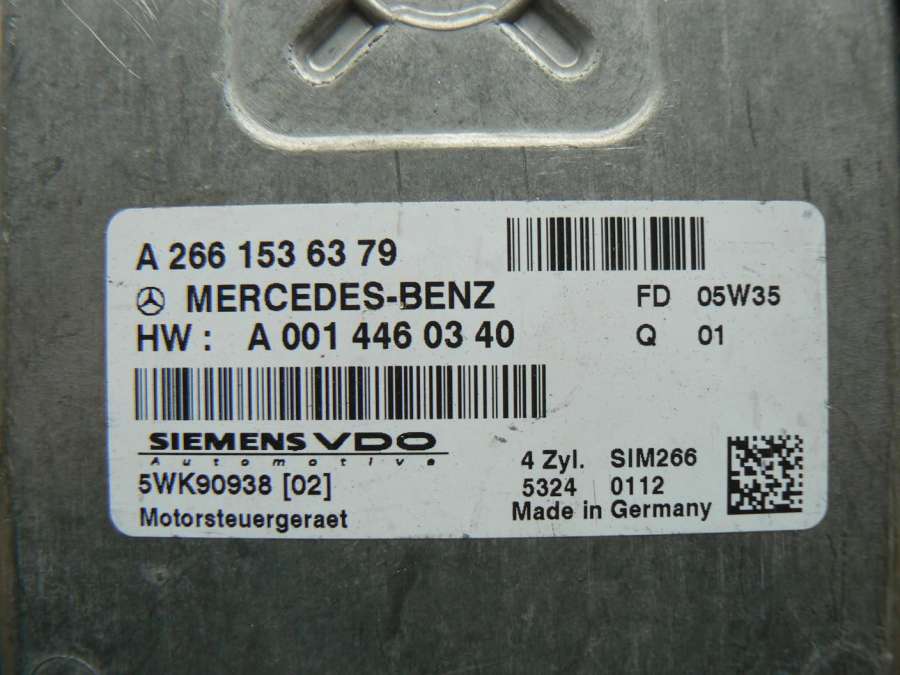 A 266 153 63 79
MERCEDES-BENZ FD 05W35
HW : A 001 446 03 40 Q 01
SIEMENS VDO
Automotive
4 Zyl. SIM266
5WK90938 [02] 5324 0112
Motorsteuergeraet Made in Germany